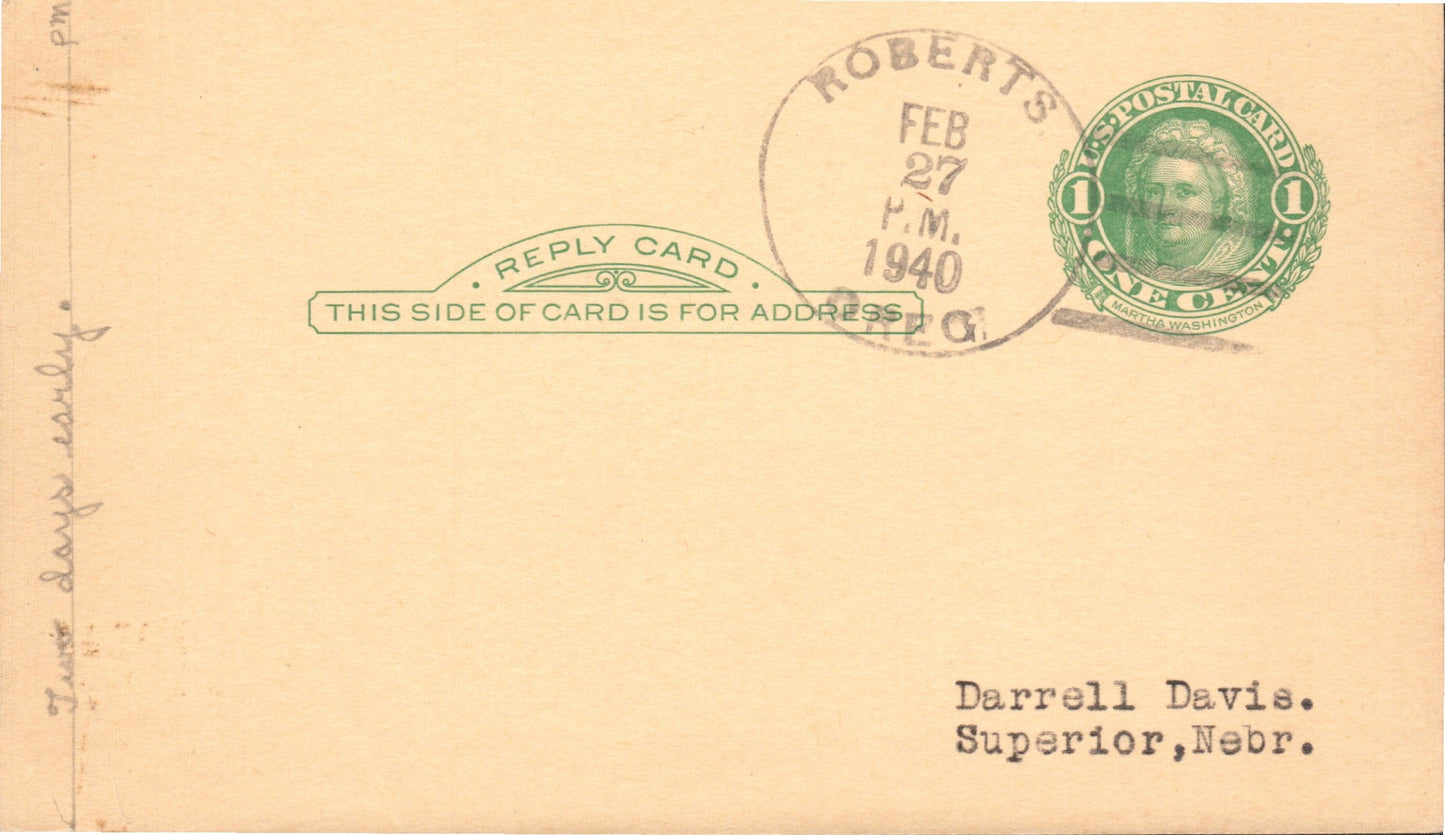 pm
Two days early.
ROBERTS
FEB
27
P.M.
1940
OREG.
U.S. POSTAL CARD
1 1
ONE CENT
MARTHA WASHINGTON
· REPLY CARD ·
THIS SIDE OF CARD IS FOR ADDRESS
Darrell Davis.
Superior,Nebr.